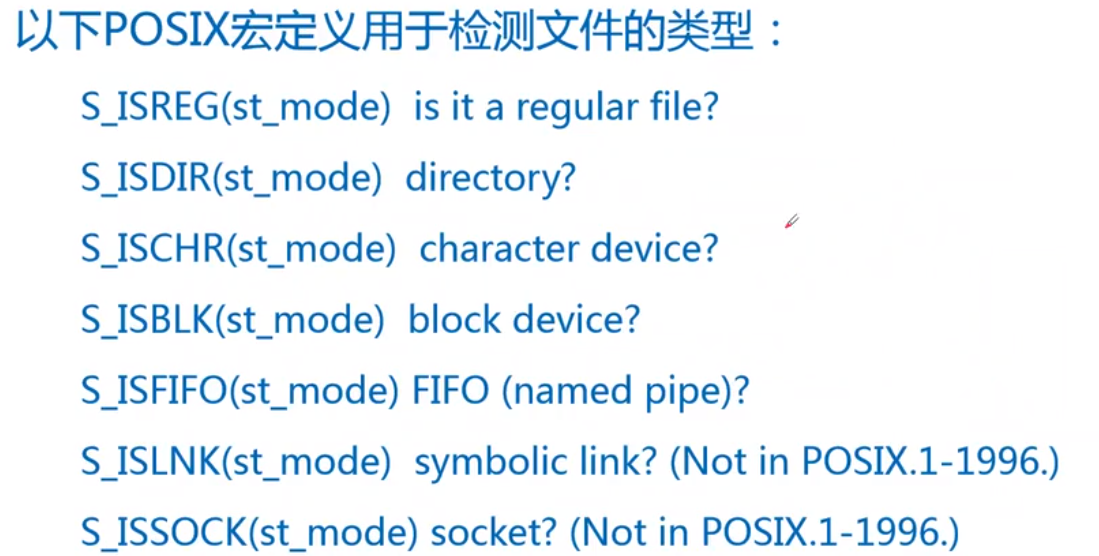 以下POSIX宏定义用于检测文件的类型：
S_ISREG(st_mode) is it a regular file?
S_ISDIR(st_mode) directory?
S_ISCHR(st_mode) character device?
S_ISBLK(st_mode) block device?
S_ISFIFO(st_mode) FIFO (named pipe)?
S_ISLNK(st_mode) symbolic link? (Not in POSIX.1-1996.)
S_ISSOCK(st_mode) socket? (Not in POSIX.1-1996.)